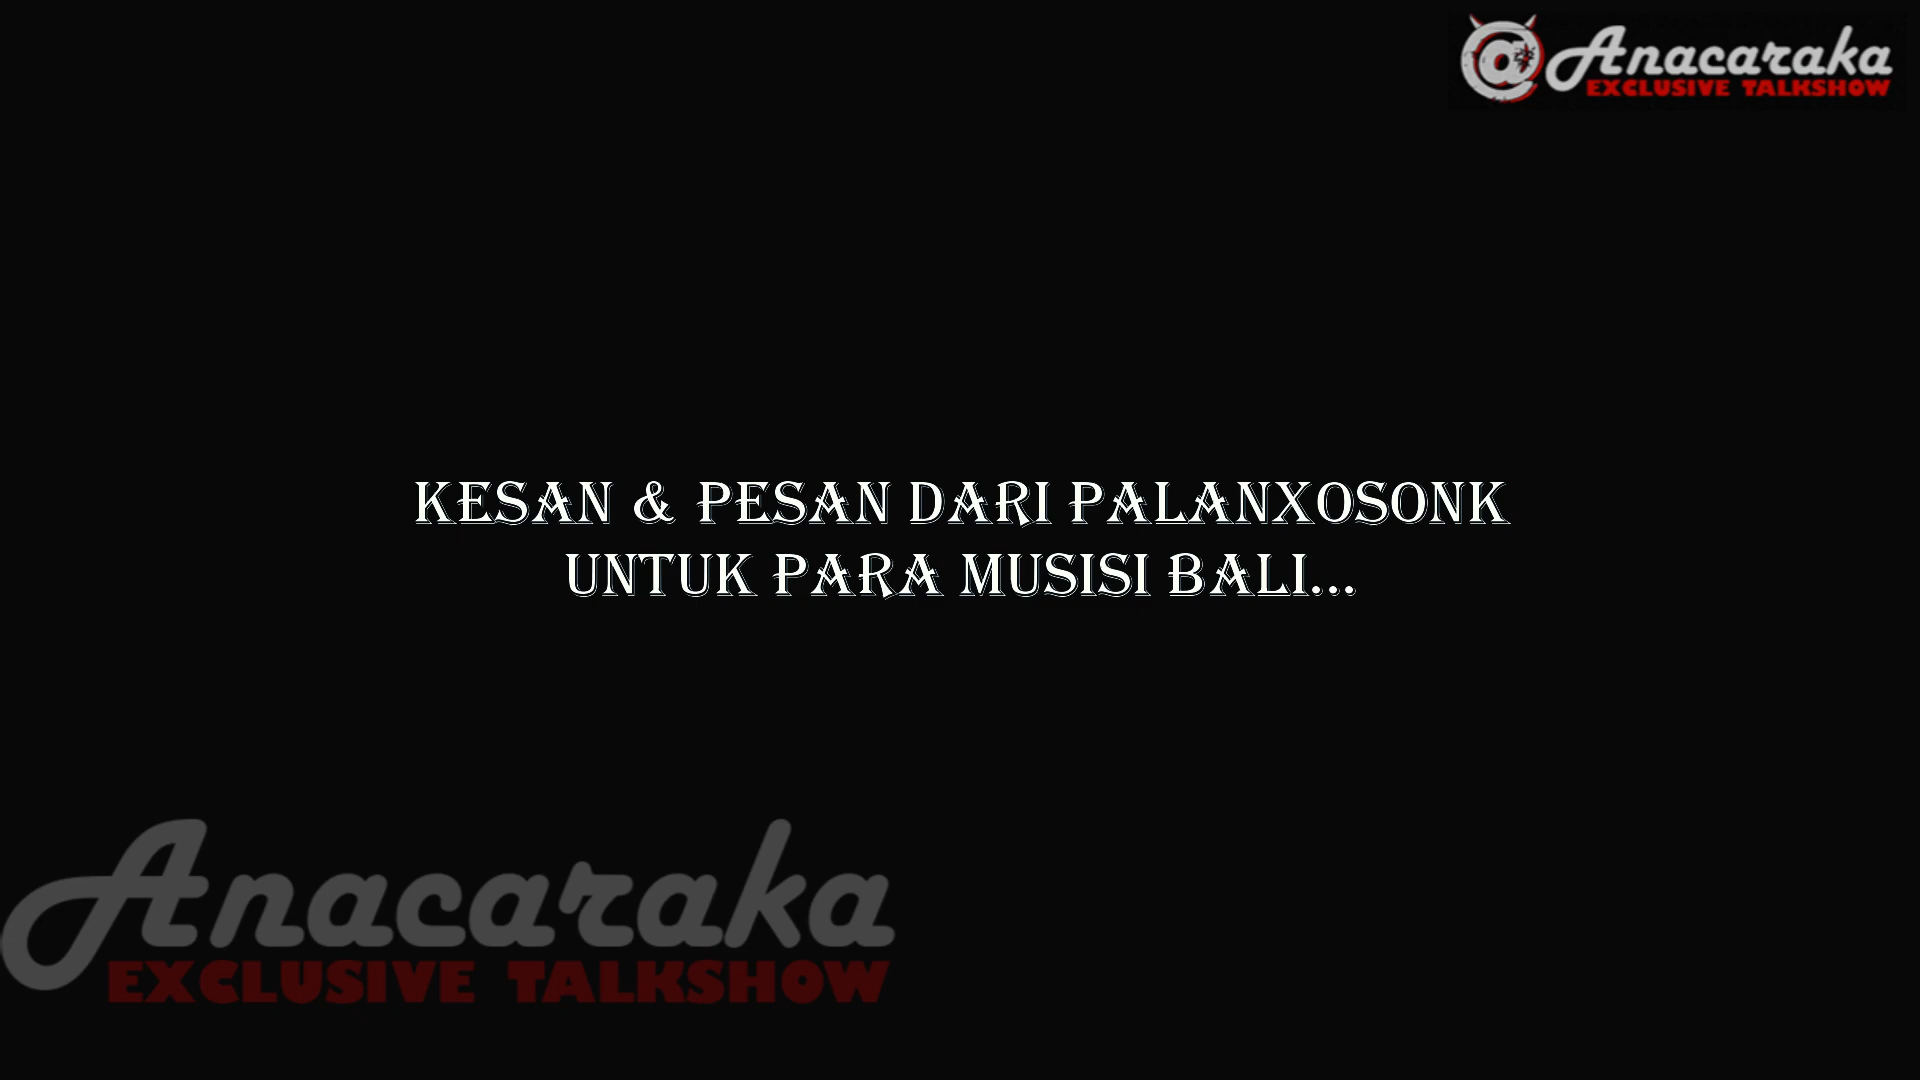 @Anacaraka
EXCLUSIVE TALKSHOW
KESAN & PESAN DARI PALANXOSONK
UNTUK PARA MUSISI BALI...
Anacaraka
EXCLUSIVE TALKSHOW